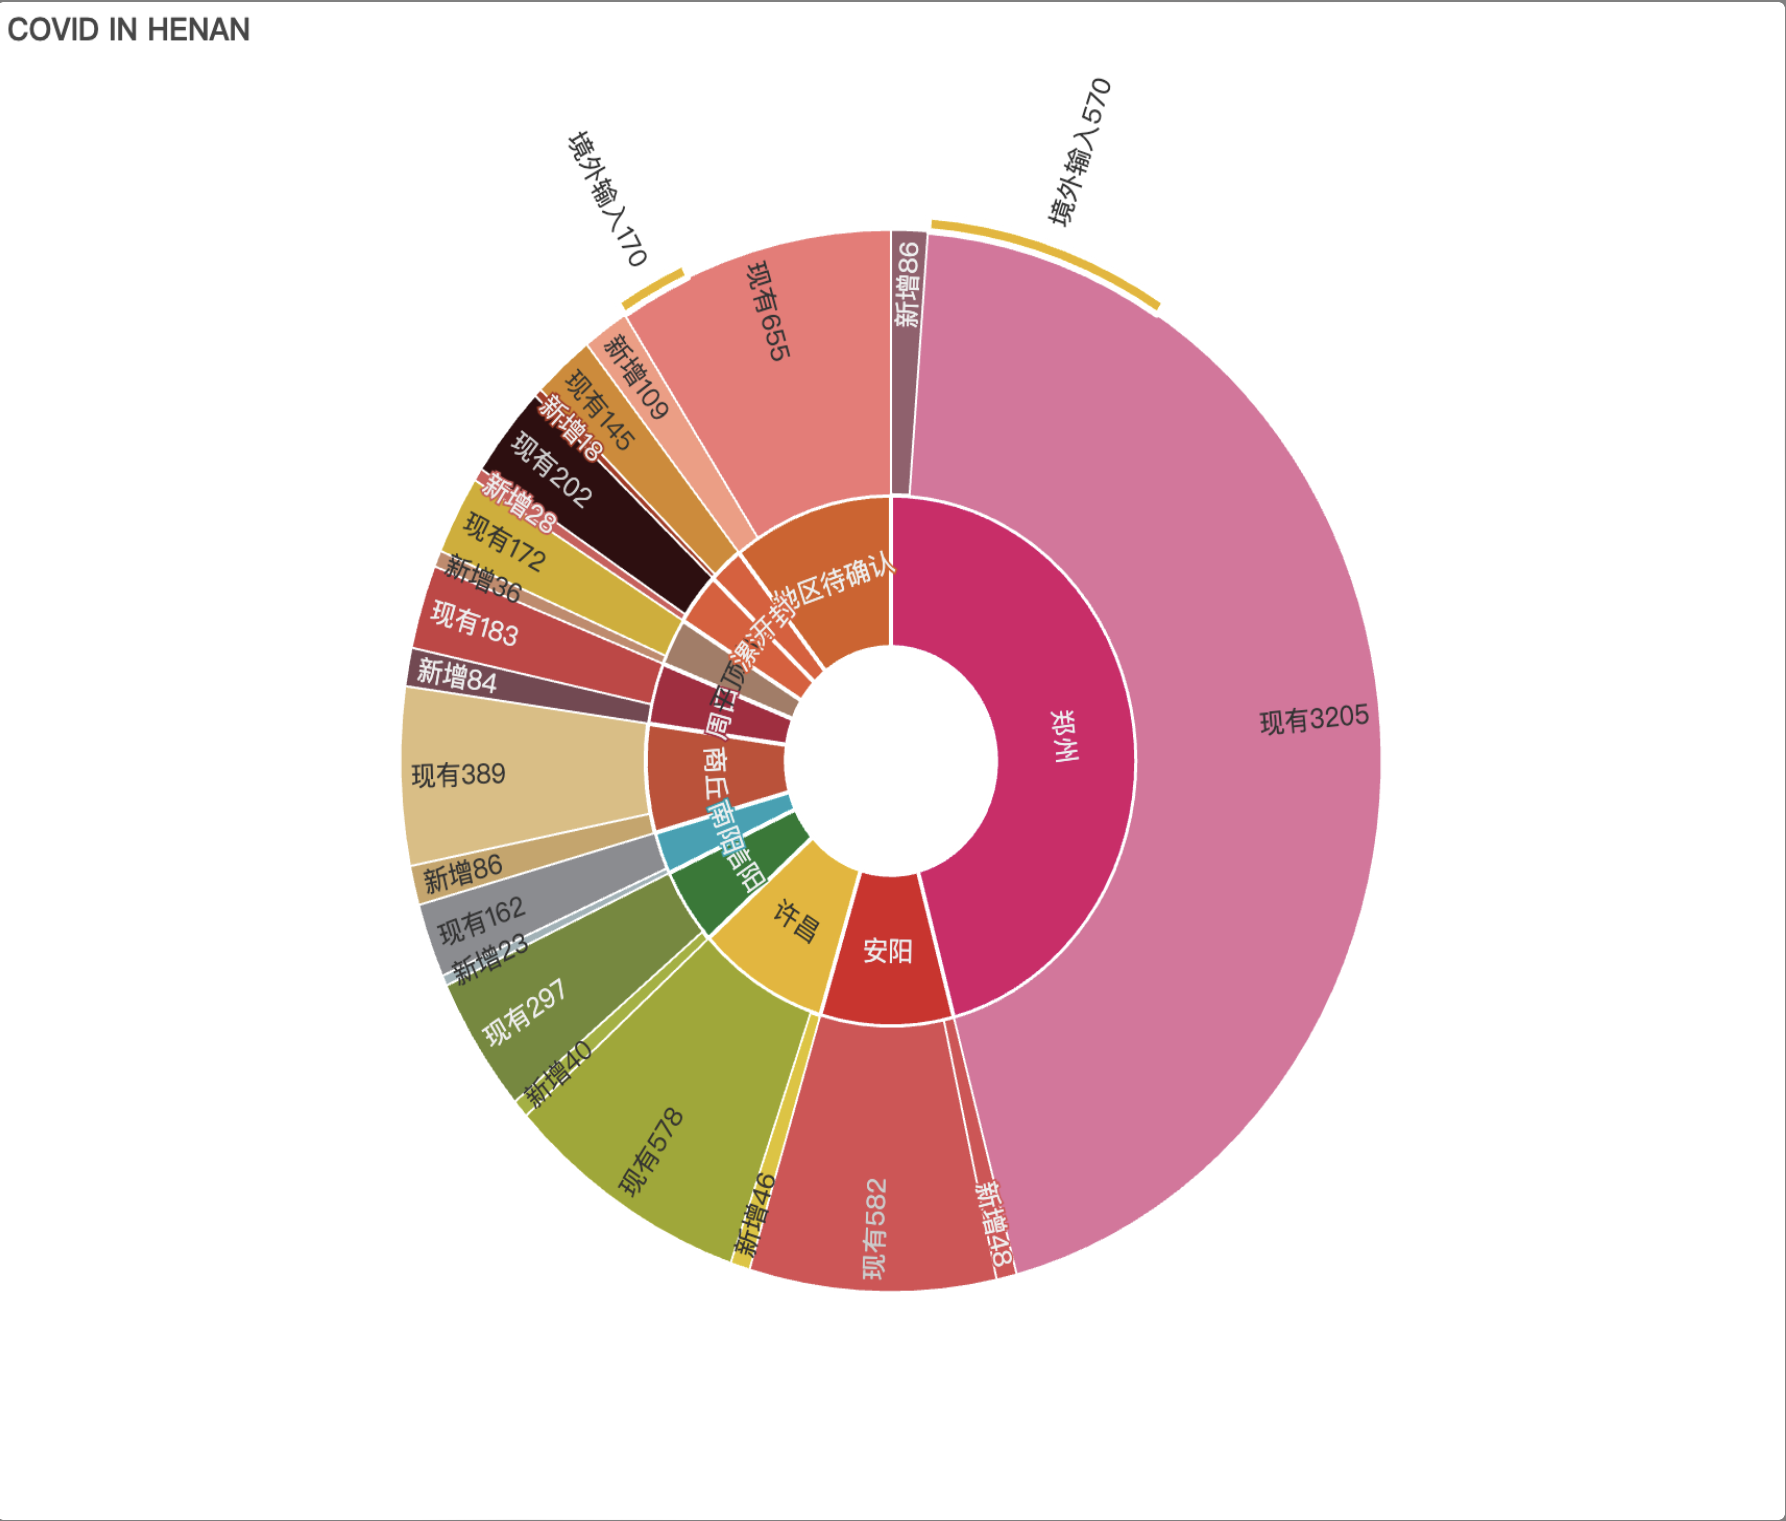 COVID IN HENAN
境外输入570
境外输入170
新增86
现有3205
新增48
现有582
新增46
现有578
新增40
现有297
新增23
现有162
新增86
现有389
新增84
现有183
新增36
现有172
新增28
现有202
新增18
现有145
新增109
现有655
郑州
安阳
许昌
信阳
南阳
商丘
周口
平顶
漯
开封
地区待确认